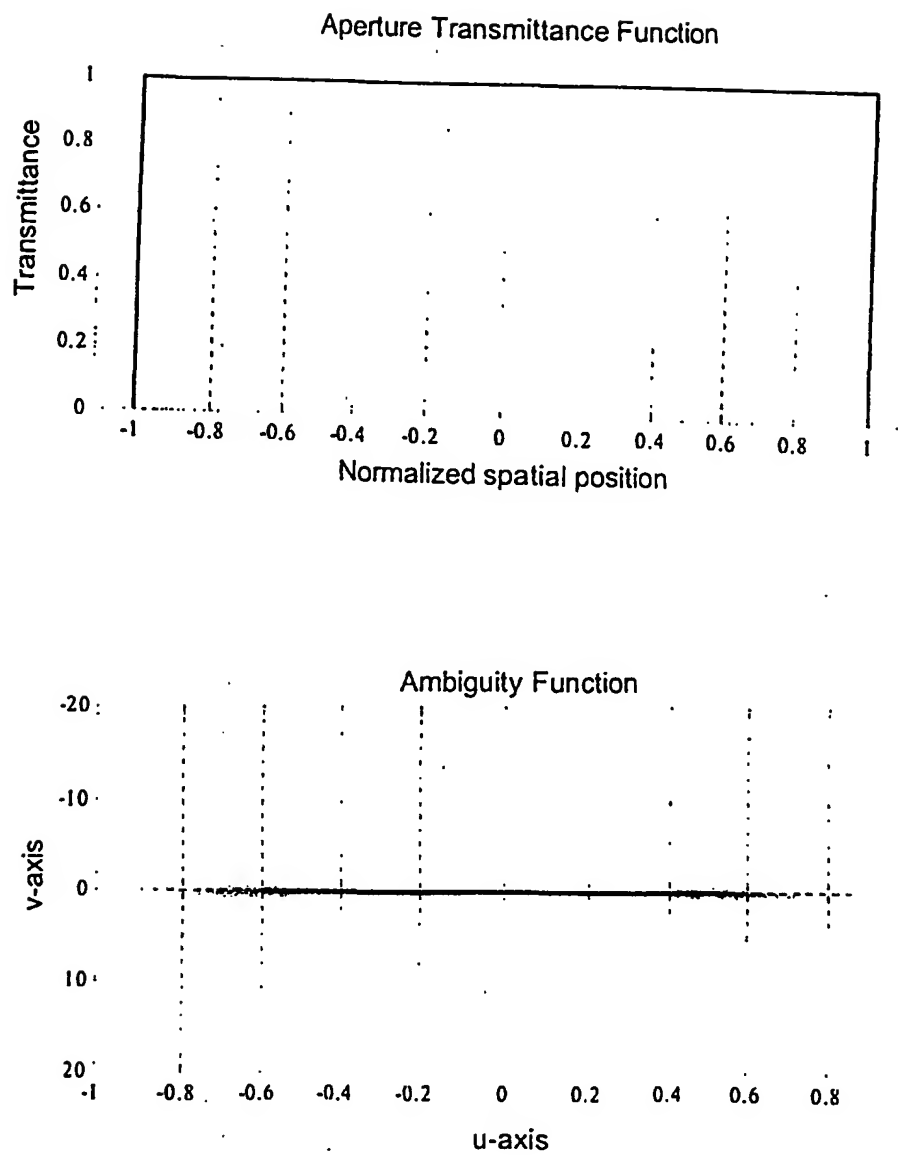 Aperture Transmittance Function
Transmittance
1
0.8
0.6
0.4
0.2
0
-1 -0.8 -0.6 -0.4 -0.2 0 0.2 0.4 0.6 0.8 1
Normalized spatial position
Ambiguity Function
v-axis
-20
-10
0
10
20
-1 -0.8 -0.6 -0.4 -0.2 0 0.2 0.4 0.6 0.8
u-axis